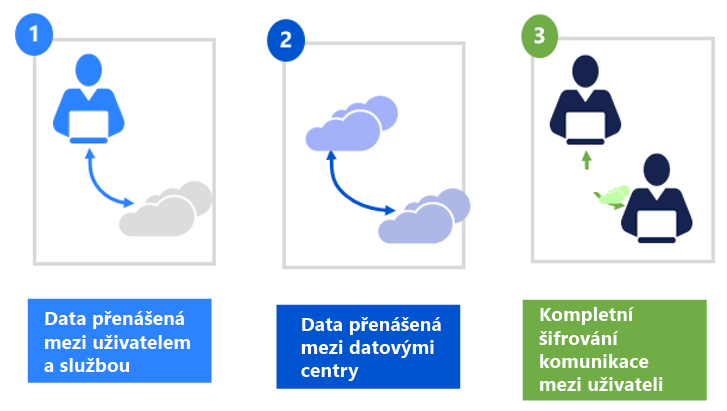 1
2
3
Data přenášená
mezi uživatelem
a službou
Data přenášená
mezi datovými
centry
Kompletní
šifrování
komunikace
mezi uživateli